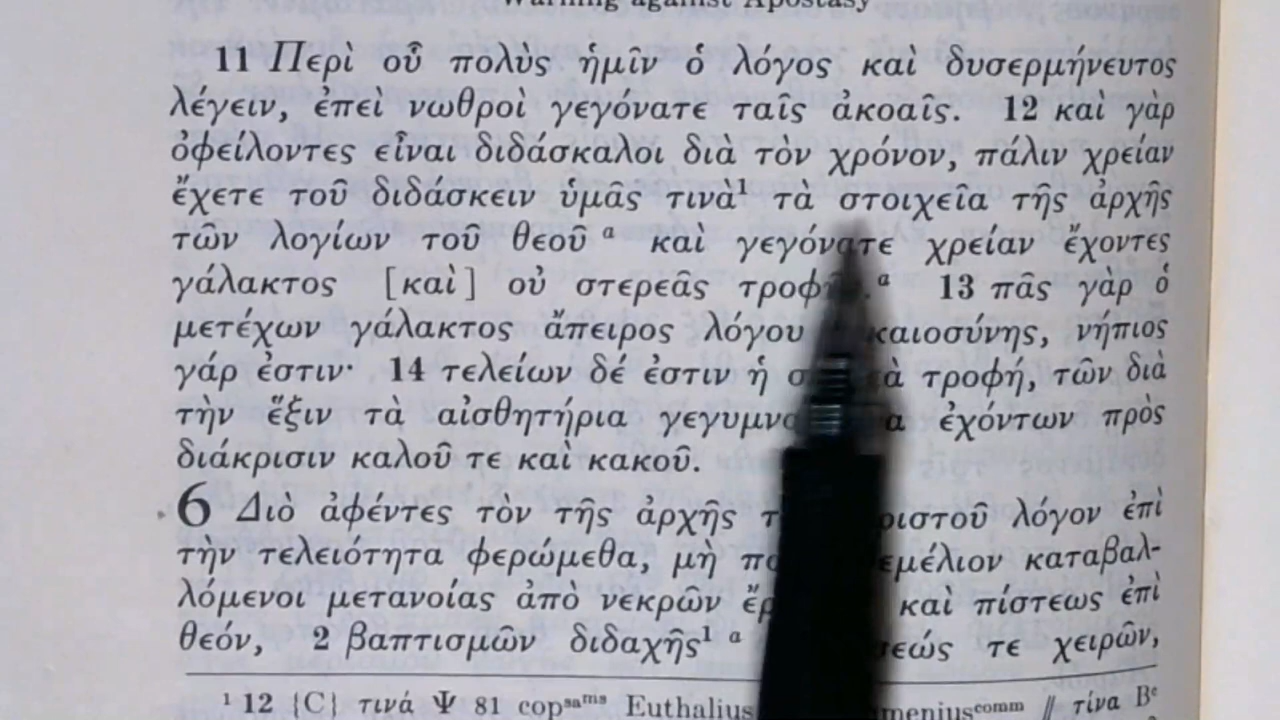 Warning against Apostasy
11 Περὶ οὗ πολὺς ἡμῖν ὁ λόγος καὶ δυσερμήνευτος
λέγειν, ἐπεὶ νωθροὶ γεγόνατε ταῖς ἀκοαῖς. 12 καὶ γὰρ
ὀφείλοντες εἶναι διδάσκαλοι διὰ τὸν χρόνον, πάλιν χρείαν
ἔχετε τοῦ διδάσκειν ὑμᾶς τινὰ¹ τὰ στοιχεῖα τῆς ἀρχῆς
τῶν λογίων τοῦ θεοῦ ᵃ καὶ γεγόνατε χρείαν ἔχοντες
γάλακτος [καὶ] οὐ στερεᾶς .ᵃ 13 πᾶς γὰρ ὁ
μετέχων γάλακτος ἄπειρος λόγου νήπιος
γάρ ἐστιν· 14 τελείων δέ ἐστιν ἡ τροφή, τῶν διὰ
τὴν ἕξιν τὰ αἰσθητήρια ἐχόντων πρὸς
διάκρισιν καλοῦ τε καὶ κακοῦ.
6 Διὸ ἀφέντες τὸν τῆς ἀρχῆς λόγον ἐπὶ
τὴν τελειότητα φερώμεθα, μὴ καταβαλ-
λόμενοι μετανοίας ἀπὸ νεκρῶν καὶ πίστεως ἐπὶ
θεόν, 2 βαπτισμῶν διδαχῆς¹ ᵃ τε χειρῶν,
¹ 12 {C} τινά Ψ 81 copˢᵃᵐˢ Euthalius // τίνα Bᶜ